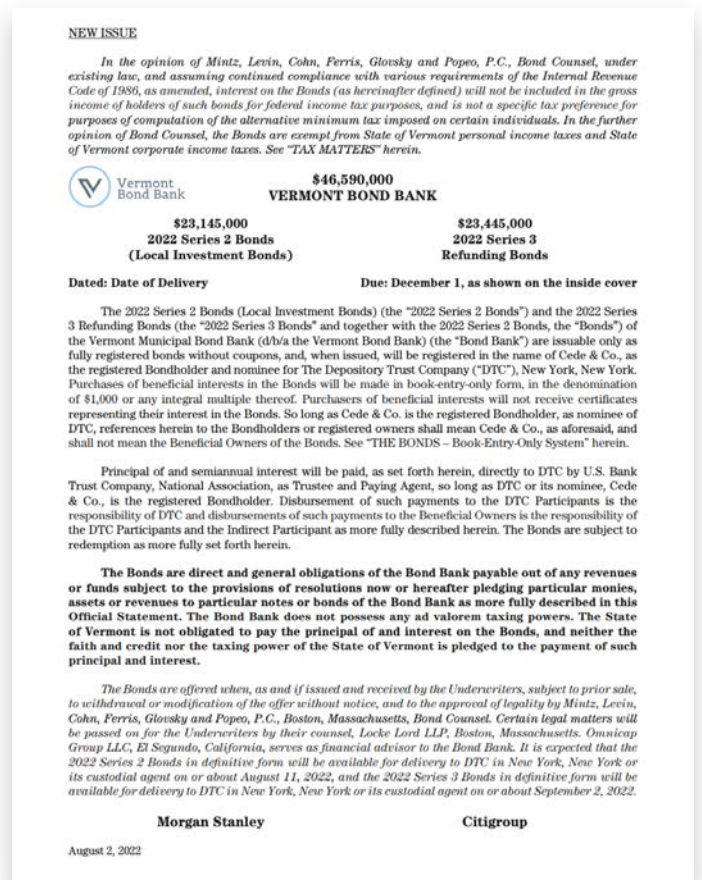 NEW ISSUE
In the opinion of Mintz, Levin, Cohn, Ferris, Glovsky and Popeo, P.C., Bond Counsel, under
existing law, and assuming continued compliance with various requirements of the Internal Revenue
Code of 1986, as amended, interest on the Bonds (as hereinafter defined) will not be included in the gross
income of holders of such bonds for federal income tax purposes, and is not a specific tax preference for
purposes of computation of the alternative minimum tax imposed on certain individuals. In the further
opinion of Bond Counsel, the Bonds are exempt from State of Vermont personal income taxes and State
of Vermont corporate income taxes. See “TAX MATTERS” herein.
Vermont
Bond Bank
$46,590,000
VERMONT BOND BANK
$23,145,000
2022 Series 2 Bonds
(Local Investment Bonds)
$23,445,000
2022 Series 3
Refunding Bonds
Dated: Date of Delivery
Due: December 1, as shown on the inside cover
The 2022 Series 2 Bonds (Local Investment Bonds) (the “2022 Series 2 Bonds”) and the 2022 Series
3 Refunding Bonds (the “2022 Series 3 Bonds” and together with the 2022 Series 2 Bonds, the “Bonds”) of
the Vermont Municipal Bond Bank (d/b/a the Vermont Bond Bank) (the “Bond Bank”) are issuable only as
fully registered bonds without coupons, and, when issued, will be registered in the name of Cede & Co., as
the registered Bondholder and nominee for The Depository Trust Company (“DTC”), New York, New York.
Purchases of beneficial interests in the Bonds will be made in book-entry-only form, in the denomination
of $1,000 or any integral multiple thereof. Purchasers of beneficial interests will not receive certificates
representing their interest in the Bonds. So long as Cede & Co. is the registered Bondholder, as nominee of
DTC, references herein to the Bondholders or registered owners shall mean Cede & Co., as aforesaid, and
shall not mean the Beneficial Owners of the Bonds. See “THE BONDS – Book-Entry-Only System” herein.
Principal of and semiannual interest will be paid, as set forth herein, directly to DTC by U.S. Bank
Trust Company, National Association, as Trustee and Paying Agent, so long as DTC or its nominee, Cede
& Co., is the registered Bondholder. Disbursement of such payments to the DTC Participants is the
responsibility of DTC and disbursements of such payments to the Beneficial Owners is the responsibility of
the DTC Participants and the Indirect Participant as more fully described herein. The Bonds are subject to
redemption as more fully set forth herein.
The Bonds are direct and general obligations of the Bond Bank payable out of any revenues
or funds subject to the provisions of resolutions now or hereafter pledging particular monies,
assets or revenues to particular notes or bonds of the Bond Bank as more fully described in this
Official Statement. The Bond Bank does not possess any ad valorem taxing powers. The State
of Vermont is not obligated to pay the principal of and interest on the Bonds, and neither the
faith and credit nor the taxing power of the State of Vermont is pledged to the payment of such
principal and interest.
The Bonds are offered when, as and if issued and received by the Underwriters, subject to prior sale,
to withdrawal or modification of the offer without notice, and to the approval of legality by Mintz, Levin,
Cohn, Ferris, Glovsky and Popeo, P.C., Boston, Massachusetts, Bond Counsel. Certain legal matters will
be passed on for the Underwriters by their counsel, Locke Lord LLP, Boston, Massachusetts. Omnicap
Group LLC, El Segundo, California, serves as financial advisor to the Bond Bank. It is expected that the
2022 Series 2 Bonds in definitive form will be available for delivery to DTC in New York, New York or
its custodial agent on or about August 11, 2022, and the 2022 Series 3 Bonds in definitive form will be
available for delivery to DTC in New York, New York or its custodial agent on or about September 2, 2022.
Morgan Stanley
Citigroup
August 2, 2022